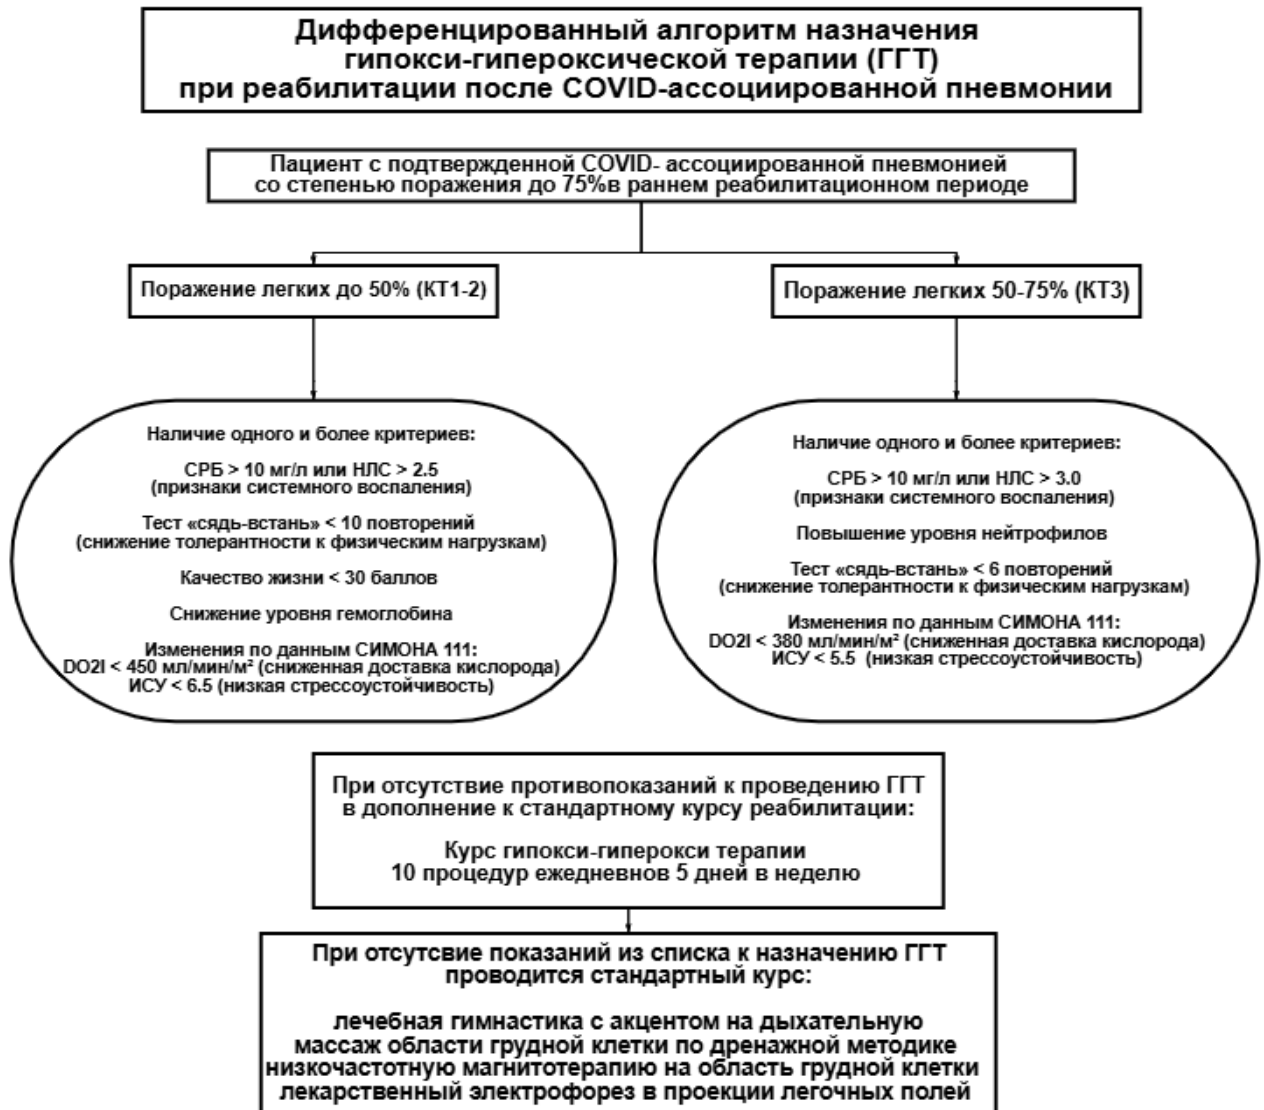 Дифференцированный алгоритм назначения
гипокси-гипероксической терапии (ГГТ)
при реабилитации после COVID-ассоциированной пневмонии
Пациент с подтвержденной COVID- ассоциированной пневмонией
со степенью поражения до 75%в раннем реабилитационном периоде
Поражение легких до 50% (КТ1-2)
Поражение легких 50-75% (КТ3)
Наличие одного и более критериев:
СРБ > 10 мг/л или НЛС > 2.5
(признаки системного воспаления)
Тест «сядь-встань» < 10 повторений
(снижение толерантности к физическим нагрузкам)
Качество жизни < 30 баллов
Снижение уровня гемоглобина
Изменения по данным СИМОНА 111:
DO2I < 450 мл/мин/м² (сниженная доставка кислорода)
ИСУ < 6.5 (низкая стрессоустойчивость)
Наличие одного и более критериев:
СРБ > 10 мг/л или НЛС > 3.0
(признаки системного воспаления)
Повышение уровня нейтрофилов
Тест «сядь-встань» < 6 повторений
(снижение толерантности к физическим нагрузкам)
Изменения по данным СИМОНА 111:
DO2I < 380 мл/мин/м² (сниженная доставка кислорода)
ИСУ < 5.5 (низкая стрессоустойчивость)
При отсутствие противопоказаний к проведению ГГТ
в дополнение к стандартному курсу реабилитации:
Курс гипокси-гиперокси терапии
10 процедур ежедневнов 5 дней в неделю
При отсутсвие показаний из списка к назначению ГГТ
проводится стандартный курс:
лечебная гимнастика с акцентом на дыхательную
массаж области грудной клетки по дренажной методике
низкочастотную магнитотерапию на область грудной клетки
лекарственный электрофорез в проекции легочных полей